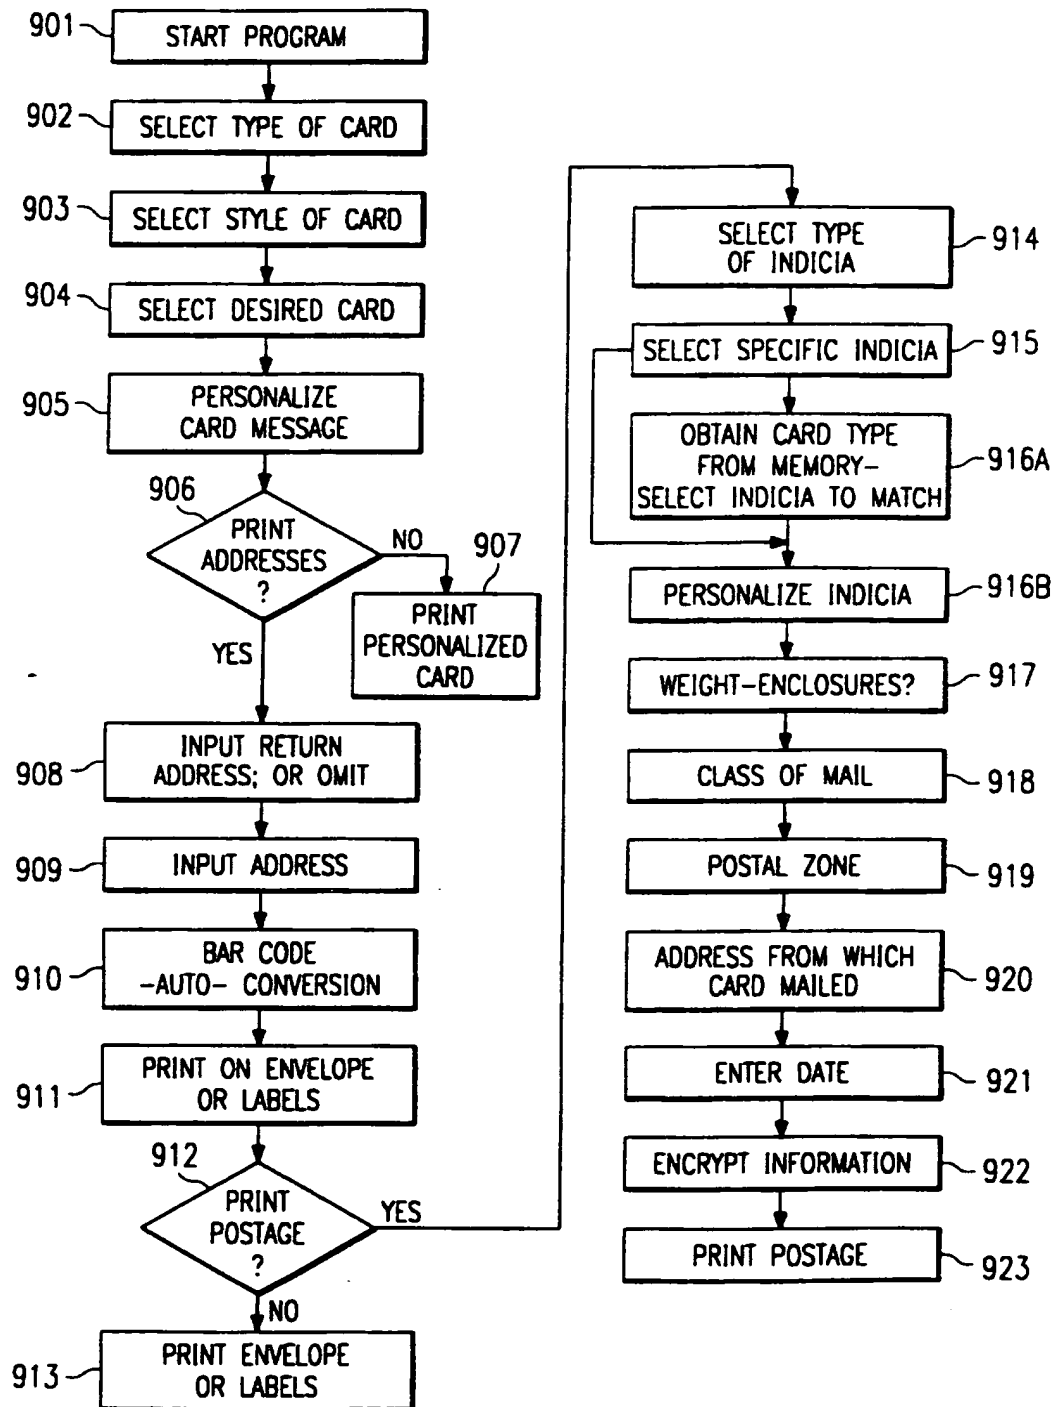 901
START PROGRAM
902
SELECT TYPE OF CARD
903
SELECT STYLE OF CARD
904
SELECT DESIRED CARD
905
PERSONALIZE
CARD MESSAGE
906
PRINT
ADDRESSES
?
NO
907
PRINT
PERSONALIZED
CARD
YES
908
INPUT RETURN
ADDRESS; OR OMIT
909
INPUT ADDRESS
910
BAR CODE
-AUTO- CONVERSION
911
PRINT ON ENVELOPE
OR LABELS
912
PRINT
POSTAGE
?
YES
NO
913
PRINT ENVELOPE
OR LABELS
SELECT TYPE
OF INDICIA
914
SELECT SPECIFIC INDICIA
915
OBTAIN CARD TYPE
FROM MEMORY-
SELECT INDICIA TO MATCH
916A
PERSONALIZE INDICIA
916B
WEIGHT-ENCLOSURES?
917
CLASS OF MAIL
918
POSTAL ZONE
919
ADDRESS FROM WHICH
CARD MAILED
920
ENTER DATE
921
ENCRYPT INFORMATION
922
PRINT POSTAGE
923